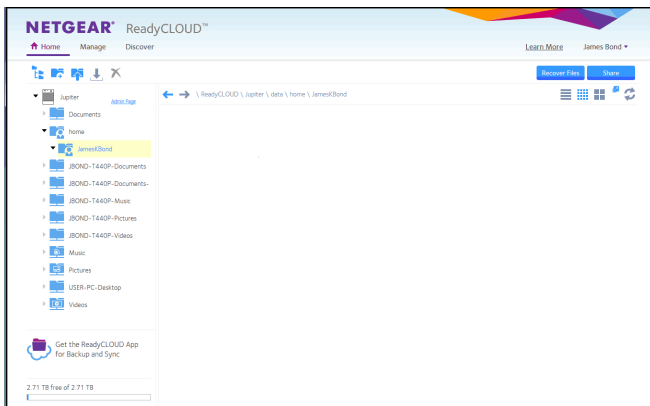 NETGEAR® ReadyCLOUD™
Home Manage Discover
Learn More James Bond
Recover Files Share
Jupiter Admin Page
\ ReadyCLOUD \ Jupiter \ data \ home \ JamesKBond
Documents
home
JamesKBond
JBOND-T440P-Documents
JBOND-T440P-Documents-
JBOND-T440P-Music
JBOND-T440P-Pictures
JBOND-T440P-Videos
Music
Pictures
USER-PC-Desktop
Videos
Get the ReadyCLOUD App
for Backup and Sync
2.71 TB free of 2.71 TB